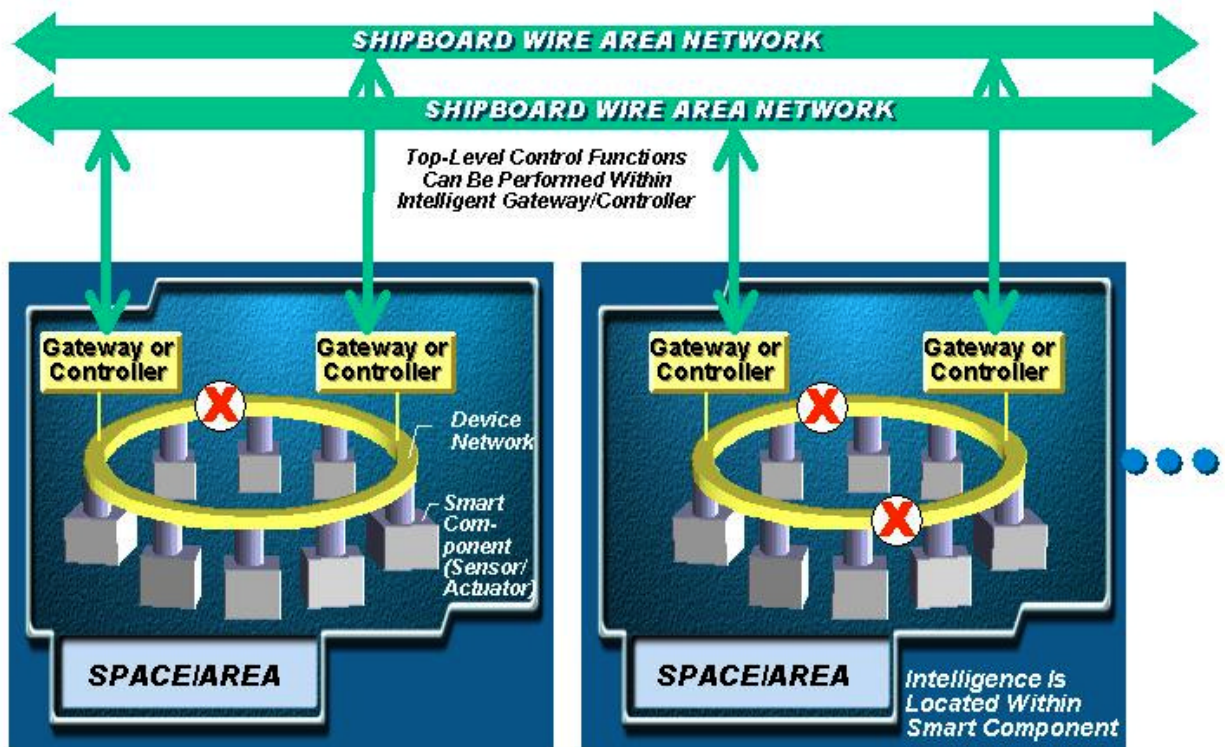 SHIPBOARD WIRE AREA NETWORK
SHIPBOARD WIRE AREA NETWORK
Top-Level Control Functions
Can Be Performed Within
Intelligent Gateway/Controller
Gateway or
Controller
Gateway or
Controller
X
Device
Network
Smart
Com-
ponent
(Sensor/
Actuator)
SPACE/AREA
Gateway or
Controller
Gateway or
Controller
X
X
SPACE/AREA
Intelligence Is
Located Within
Smart Component